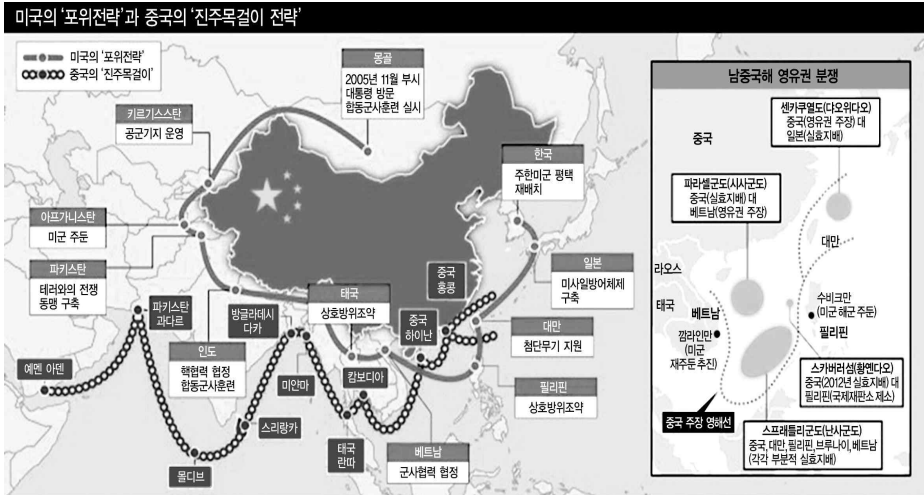 미국의 ‘포위전략’과 중국의 ‘진주목걸이 전략’
미국의 ‘포위전략’
중국의 ‘진주목걸이’
몽골
2005년 11월 부시
대통령 방문
합동군사훈련 실시
키르기스스탄
공군기지 운영
한국
주한미군 평택
재배치
아프가니스탄
미군 주둔
파키스탄
테러와의 전쟁
동맹 구축
일본
미사일방어체제
구축
중국
홍콩
파키스탄
과다르
방글라데시
다카
태국
상호방위조약
중국
하이난
대만
첨단무기 지원
예멘 아덴
인도
핵협력 협정
합동군사훈련
미얀마
캄보디아
필리핀
상호방위조약
스리랑카
몰디브
태국
란따
베트남
군사협력 협정
남중국해 영유권 분쟁
센카쿠열도(댜오위다오)
중국(영유권 주장) 대
일본(실효지배)
중국
파라셀군도(시사군도)
중국(실효지배) 대
베트남(영유권 주장)
대만
라오스
태국
베트남
수비크만
(미군 해군 주둔)
필리핀
깜라인만
(미군
재주둔 추진)
스카버러섬(황옌다오)
중국(2012년 실효지배) 대
필리핀(국제재판소 제소)
중국 주장 영해선
스프래틀리군도(난사군도)
중국, 대만, 필리핀, 브루나이, 베트남
(각각 부분적 실효지배)